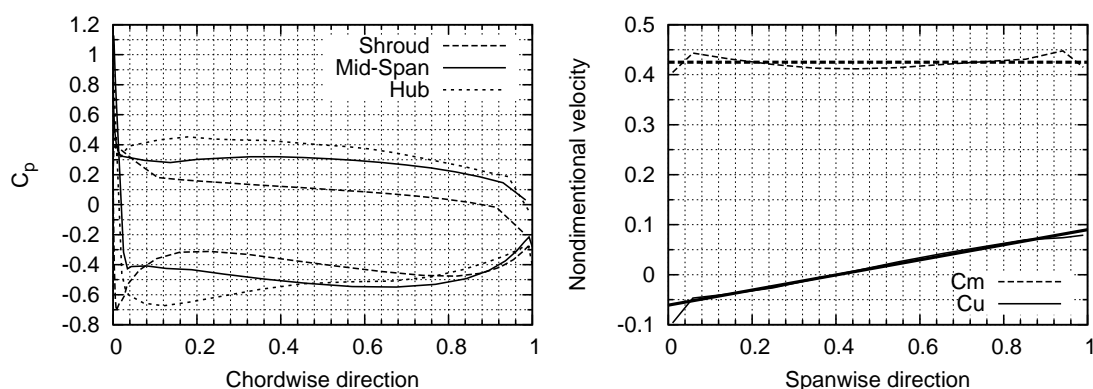 1.2
1
0.8
0.6
0.4
0.2
0
-0.2
-0.4
-0.6
-0.8
C_p
0 0.2 0.4 0.6 0.8 1
Chordwise direction
Shroud
Mid-Span
Hub
0.5
0.4
0.3
0.2
0.1
0
-0.1
Nondimentional velocity
0 0.2 0.4 0.6 0.8 1
Spanwise direction
Cm
Cu